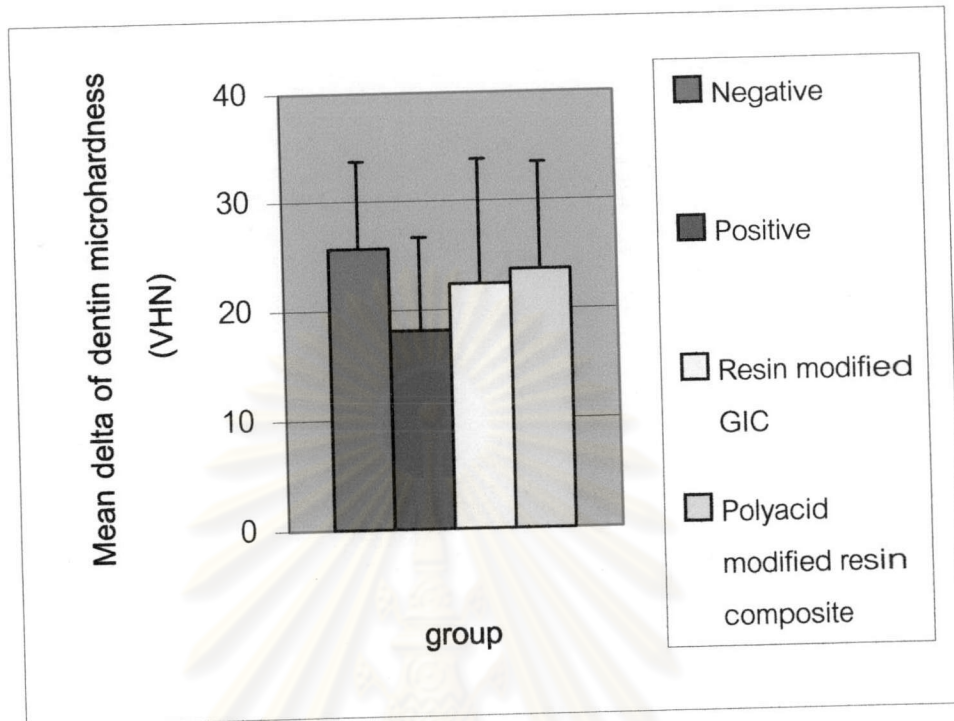 Mean delta of dentin microhardness
(VHN)
40
30
20
10
0
group
Negative
Positive
Resin modified
GIC
Polyacid
modified resin
composite